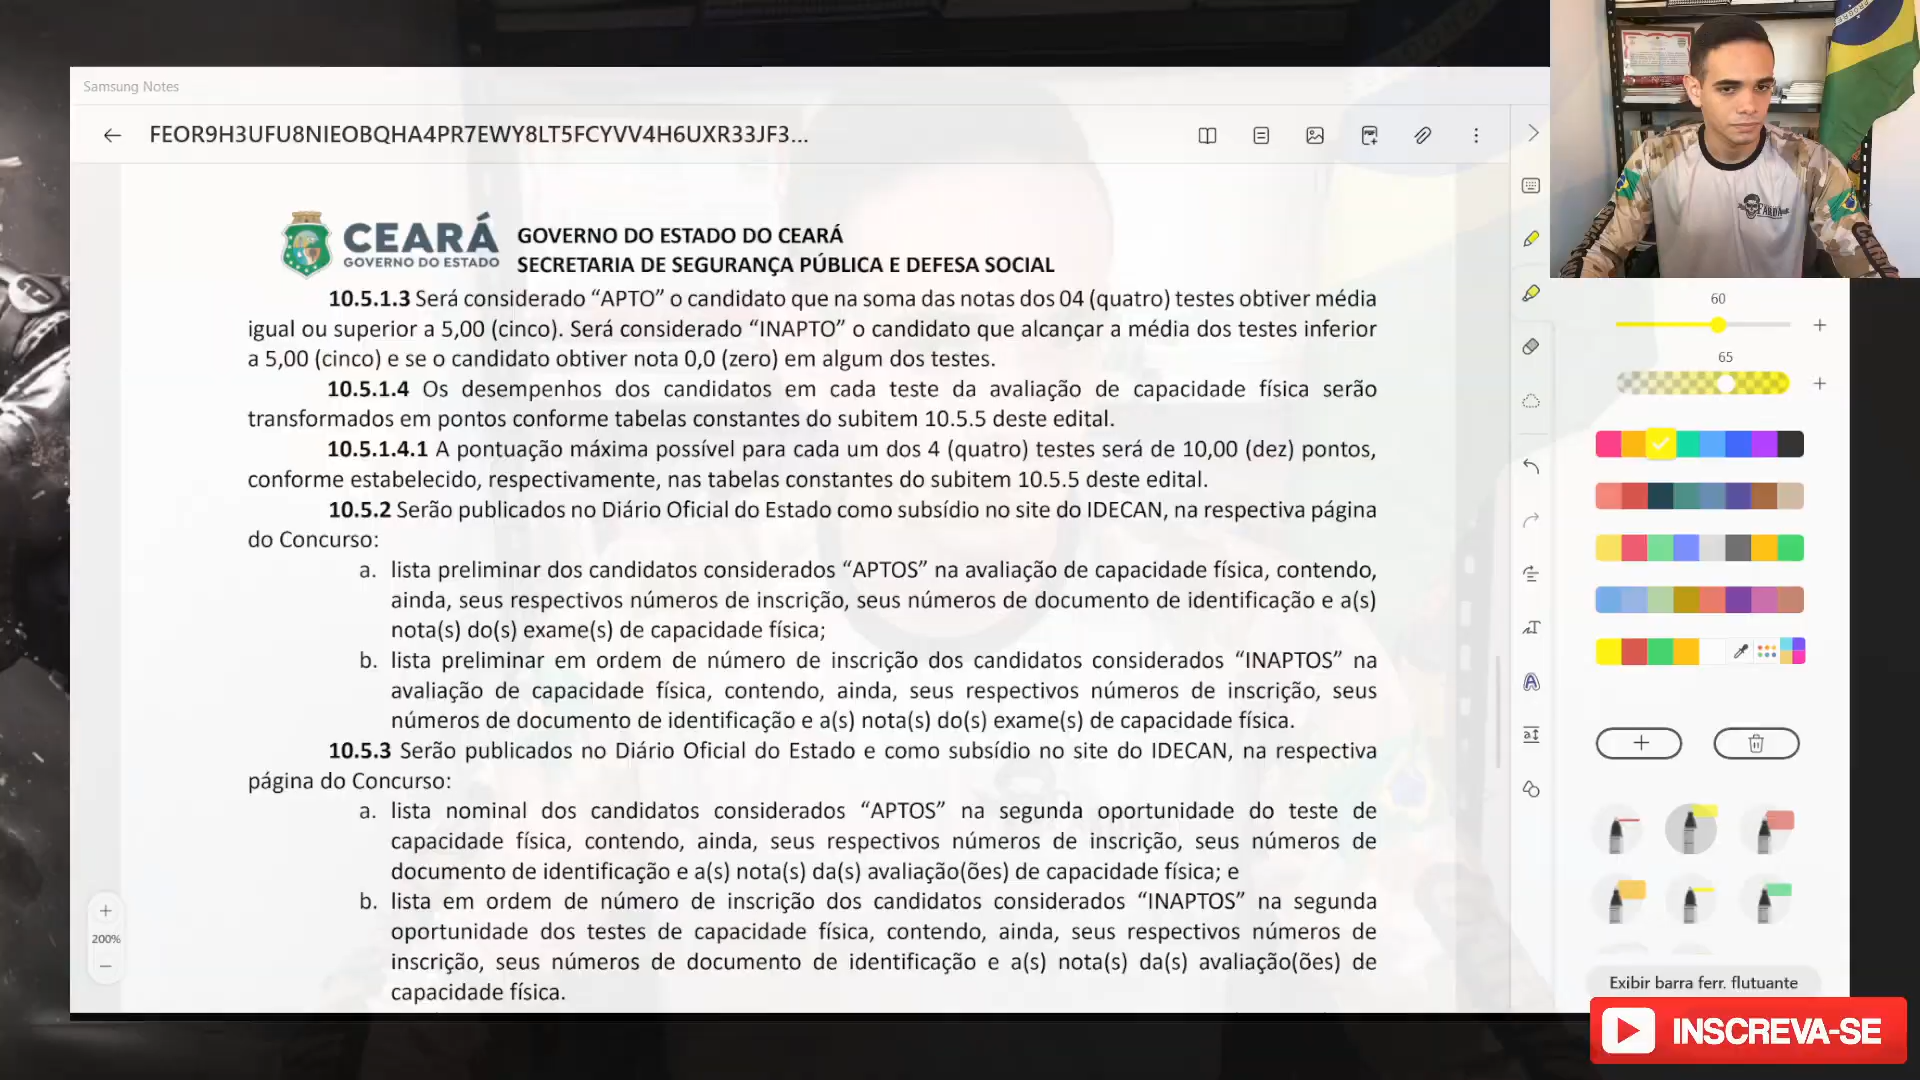 Samsung Notes
FEOR9H3UFU8NIEOBQHA4PR7EWY8LT5FCYVV4H6UXR33JF3...
CEARÁ
GOVERNO DO ESTADO
GOVERNO DO ESTADO DO CEARÁ
SECRETARIA DE SEGURANÇA PÚBLICA E DEFESA SOCIAL
10.5.1.3 Será considerado “APTO” o candidato que na soma das notas dos 04 (quatro) testes obtiver média
igual ou superior a 5,00 (cinco). Será considerado “INAPTO” o candidato que alcançar a média dos testes inferior
a 5,00 (cinco) e se o candidato obtiver nota 0,0 (zero) em algum dos testes.
10.5.1.4 Os desempenhos dos candidatos em cada teste da avaliação de capacidade física serão
transformados em pontos conforme tabelas constantes do subitem 10.5.5 deste edital.
10.5.1.4.1 A pontuação máxima possível para cada um dos 4 (quatro) testes será de 10,00 (dez) pontos,
conforme estabelecido, respectivamente, nas tabelas constantes do subitem 10.5.5 deste edital.
10.5.2 Serão publicados no Diário Oficial do Estado como subsídio no site do IDECAN, na respectiva página
do Concurso:
a. lista preliminar dos candidatos considerados “APTOS” na avaliação de capacidade física, contendo,
ainda, seus respectivos números de inscrição, seus números de documento de identificação e a(s)
nota(s) do(s) exame(s) de capacidade física;
b. lista preliminar em ordem de número de inscrição dos candidatos considerados “INAPTOS” na
avaliação de capacidade física, contendo, ainda, seus respectivos números de inscrição, seus
números de documento de identificação e a(s) nota(s) do(s) exame(s) de capacidade física.
10.5.3 Serão publicados no Diário Oficial do Estado e como subsídio no site do IDECAN, na respectiva
página do Concurso:
a. lista nominal dos candidatos considerados “APTOS” na segunda oportunidade do teste de
capacidade física, contendo, ainda, seus respectivos números de inscrição, seus números de
documento de identificação e a(s) nota(s) da(s) avaliação(ões) de capacidade física; e
b. lista em ordem de número de inscrição dos candidatos considerados “INAPTOS” na segunda
oportunidade dos testes de capacidade física, contendo, ainda, seus respectivos números de
inscrição, seus números de documento de identificação e a(s) nota(s) da(s) avaliação(ões) de
capacidade física.
200%
60
65
Exibir barra ferr. flutuante
INSCREVA-SE